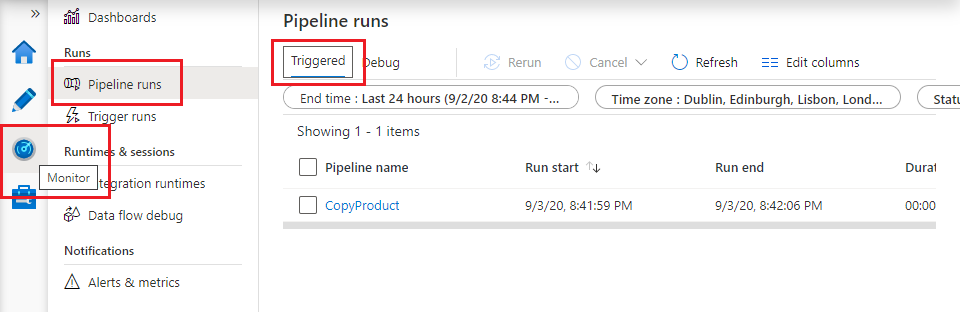 »
Dashboards
Runs
Pipeline runs
Trigger runs
Runtimes & sessions
Monitor
ntegration runtimes
Data flow debug
Notifications
Alerts & metrics
Pipeline runs
Triggered Debug Rerun Cancel Refresh Edit columns
End time : Last 24 hours (9/2/20 8:44 PM -... Time zone : Dublin, Edinburgh, Lisbon, Lond... Statu
Showing 1 - 1 items
Pipeline name Run start ↑↓ Run end Durat
CopyProduct 9/3/20, 8:41:59 PM 9/3/20, 8:42:06 PM 00:00